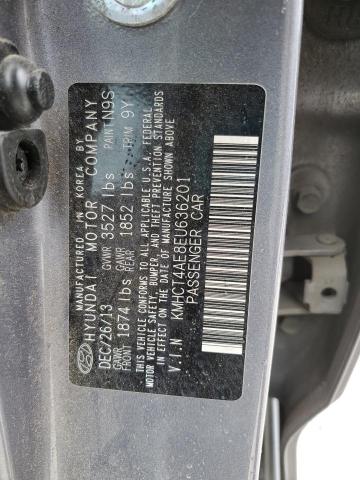 MANUFACTURED IN KOREA BY
HYUNDAI MOTOR COMPANY
DEC/26/13 GVWR 3527 lbs PAINT N9S
GAWR FRONT 1874 lbs GAWR REAR 1852 lbs TRIM 9Y
THIS VEHICLE CONFORMS TO ALL APPLICABLE U.S.A. FEDERAL
MOTOR VEHICLE SAFETY, BUMPER, AND THEFT PREVENTION
STANDARDS IN EFFECT ON THE DATE OF MANUFACTURE SHOWN ABOVE
KMHCT4AE8EU636201
V.I.N PASSENGER CAR